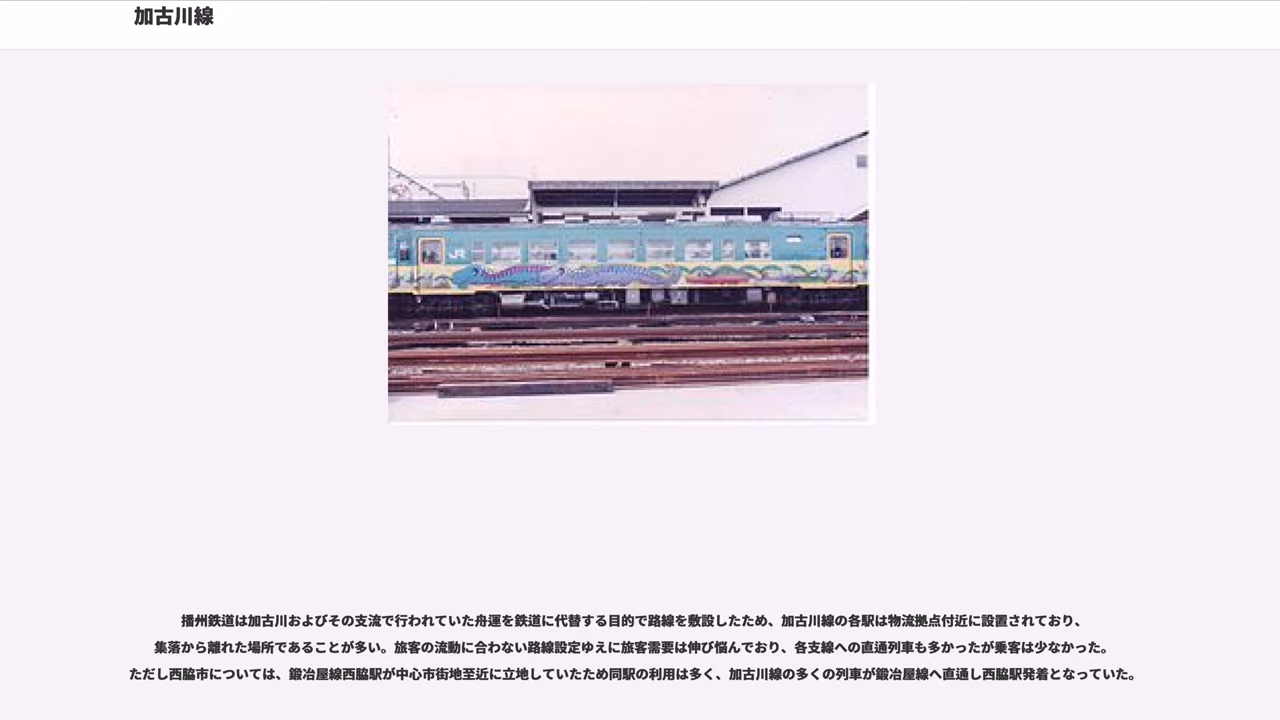 加古川線
JR
播州鉄道は加古川およびその支流で行われていた舟運を鉄道に代替する目的で路線を敷設したため、加古川線の各駅は物流拠点付近に設置されており、
集落から離れた場所であることが多い。旅客の流動に合わない路線設定ゆえに旅客需要は伸び悩んでおり、各支線への直通列車も多かったが乗客は少なかった。
ただし西脇市については、鍛冶屋線西脇駅が中心市街地至近に立地していたため同駅の利用は多く、加古川線の多くの列車が鍛冶屋線へ直通し西脇駅発着となっていた。